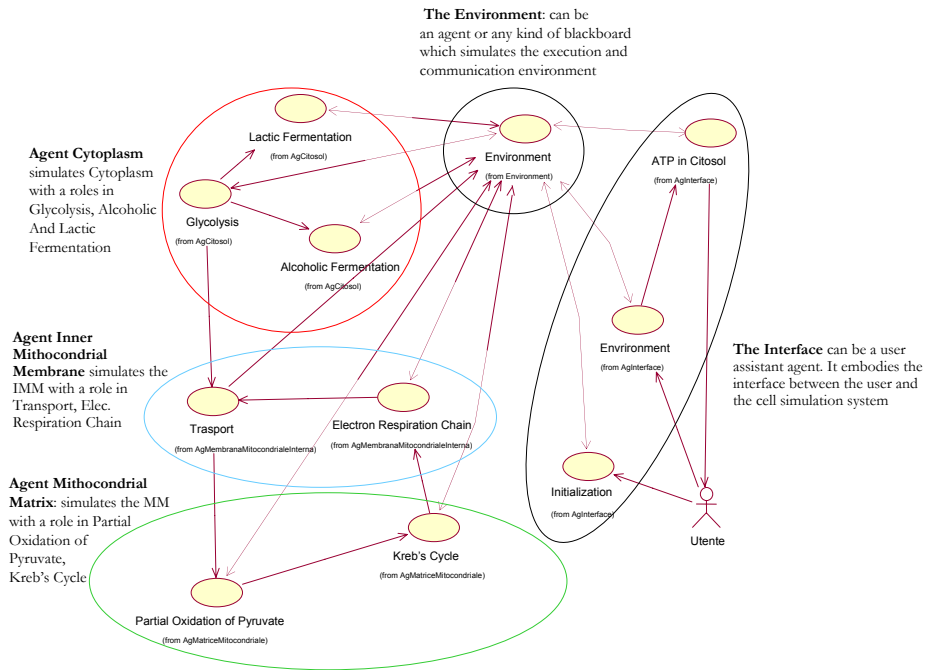 The Environment: can be
an agent or any kind of blackboard
which simulates the execution and
communication environment
Lactic Fermentation
(from AgCitosol)
Environment
(from Environment)
ATP in Citosol
(from AgInterface)
Agent Cytoplasm
simulates Cytoplasm
with a roles in
Glycolysis, Alcoholic
And Lactic
Fermentation
Glycolysis
(from AgCitosol)
Alcoholic Fermentation
(from AgCitosol)
Agent Inner
Mithocondrial
Membrane simulates the
IMM with a role in
Transport, Elec.
Respiration Chain
Envrironment
(from AgInterface)
The Interface can be a user
assistant agent. It embodies the
interface between the user and
the cell simulation system
Trasport
(from AgMembranaMitocondrialeInterna)
Electron Respiration Chain
(from AgMembranaMitocondrialeInterna)
Agent Mithocondrial
Matrix: simulates the MM
with a role in Partial
Oxidation of
Pyruvate,
Kreb's Cycle
Initialization
(from AgInterface)
Utente
Kreb's Cycle
(from AgMatriceMitocondriale)
Partial Oxidation of Pyruvate
(from AgMatriceMitocondriale)